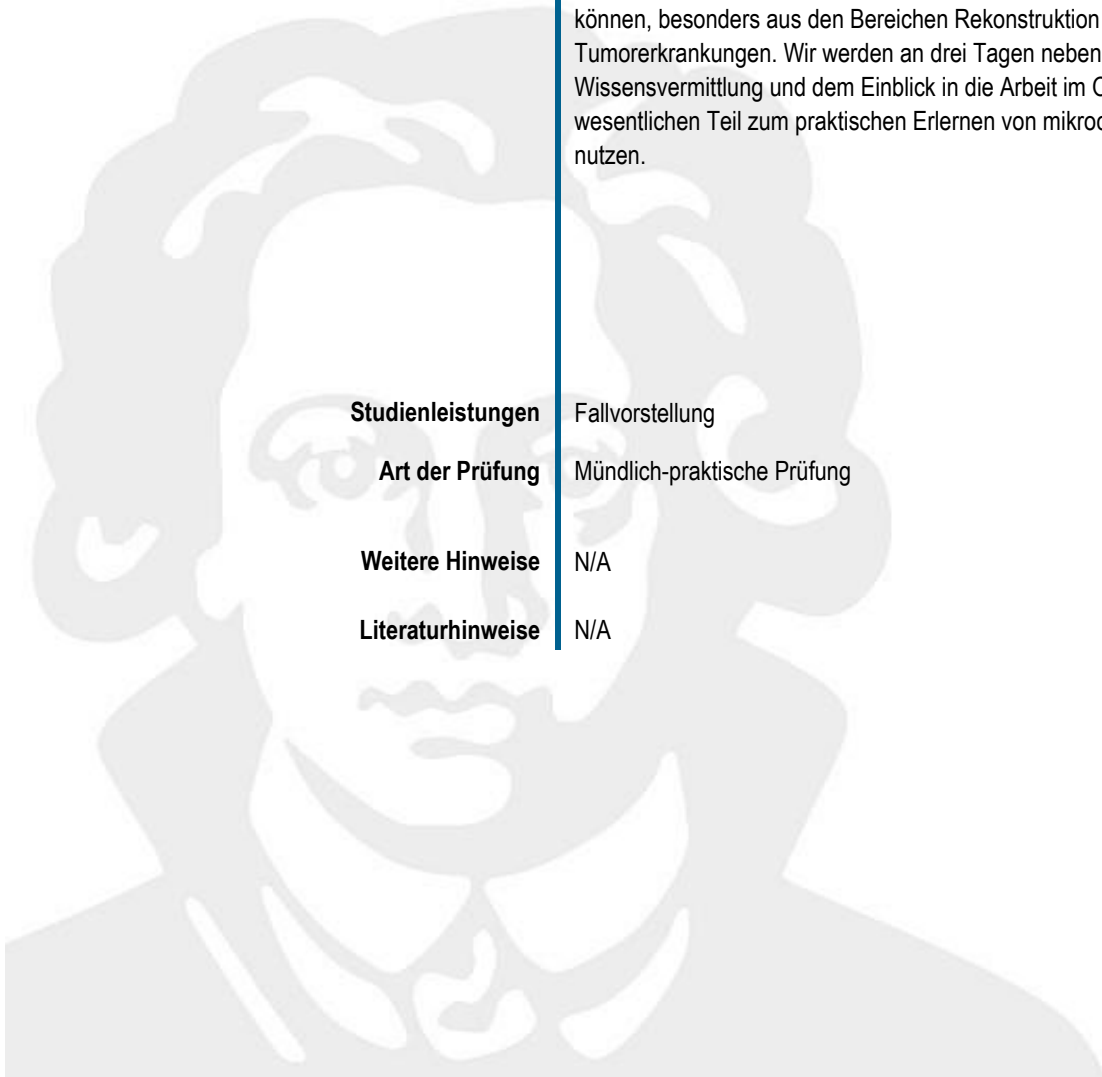 können, besonders aus den Bereichen Rekonstruktion
Tumorerkrankungen. Wir werden an drei Tagen neben
Wissensvermittlung und dem Einblick in die Arbeit im
wesentlichen Teil zum praktischen Erlernen von
nutzen.
Studienleistungen Fallvorstellung
Art der Prüfung Mündlich-praktische Prüfung
Weitere Hinweise N/A
Literaturhinweise N/A